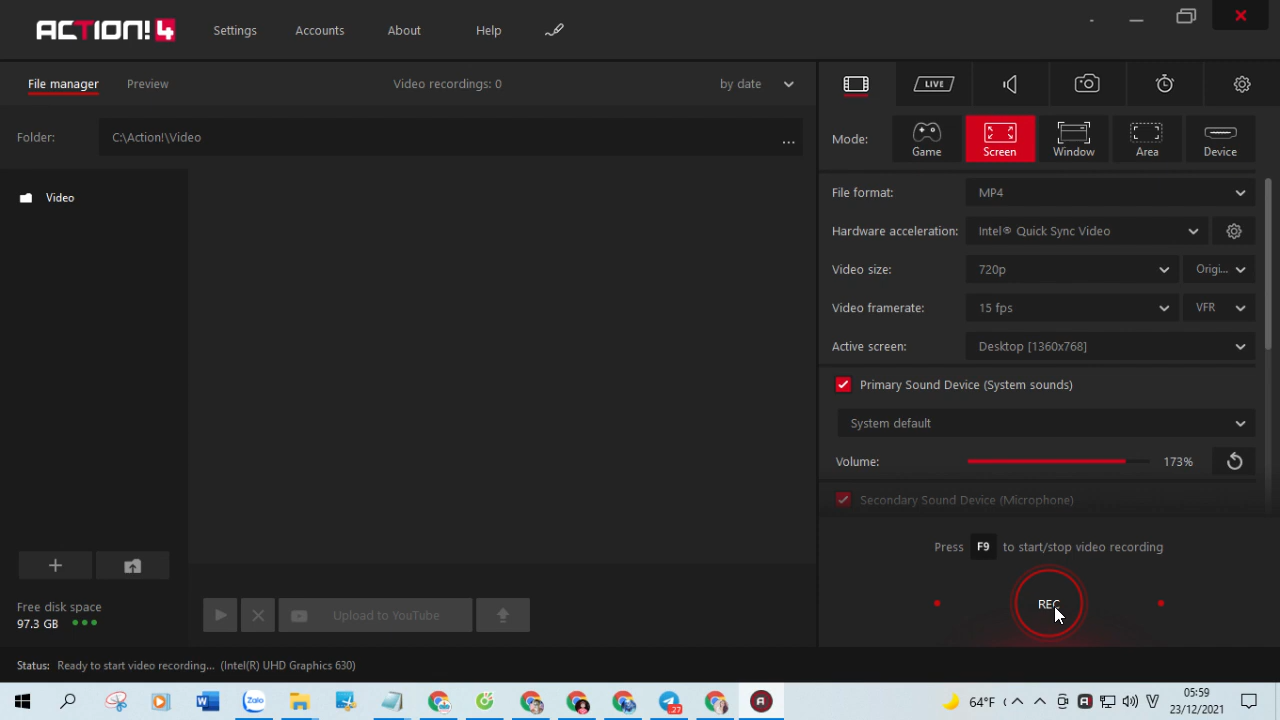 ACTION! 4
Settings Accounts About Help
File manager Preview Video recordings: 0 by date
LIVE
Folder: C:\Action!\Video ...
Mode: Game Screen Window Area Device
Video
File format: MP4
Hardware acceleration: Intel® Quick Sync Video
Video size: 720p Origi...
Video framerate: 15 fps VFR
Active screen: Desktop [1360x768]
Primary Sound Device (System sounds)
System default
Volume: 173%
Secondary Sound Device (Microphone)
Press F9 to start/stop video recording
REC
Free disk space
97.3 GB
Upload to YouTube
Status: Ready to start video recording... (Intel(R) UHD Graphics 630)
Zalo
27
64°F
05:59
23/12/2021